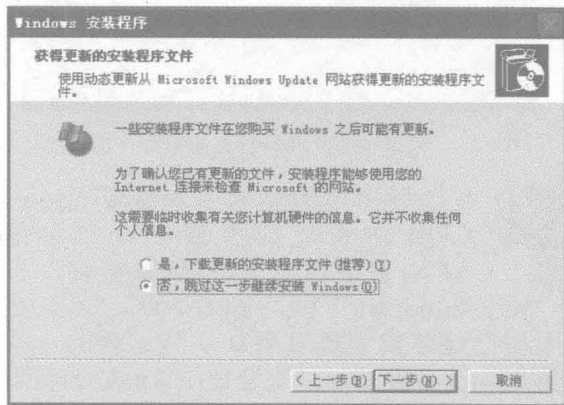 Windows 安装程序
获得更新的安装程序文件
使用动态更新从 Microsoft Windows Update 网站获得更新的安装程序文
件。
一些安装程序文件在您购买 Windows 之后可能有更新。
为了确认您已有更新的文件，安装程序能够使用您的
Internet 连接来检查 Microsoft 的网站。
这需要临时收集有关您计算机硬件的信息。它并不收集任何
个人信息。
是，下载更新的安装程序文件(推荐)(Y)
否，跳过这一步继续安装 Windows(O)
<上一步(B) 下一步(N) > 取消